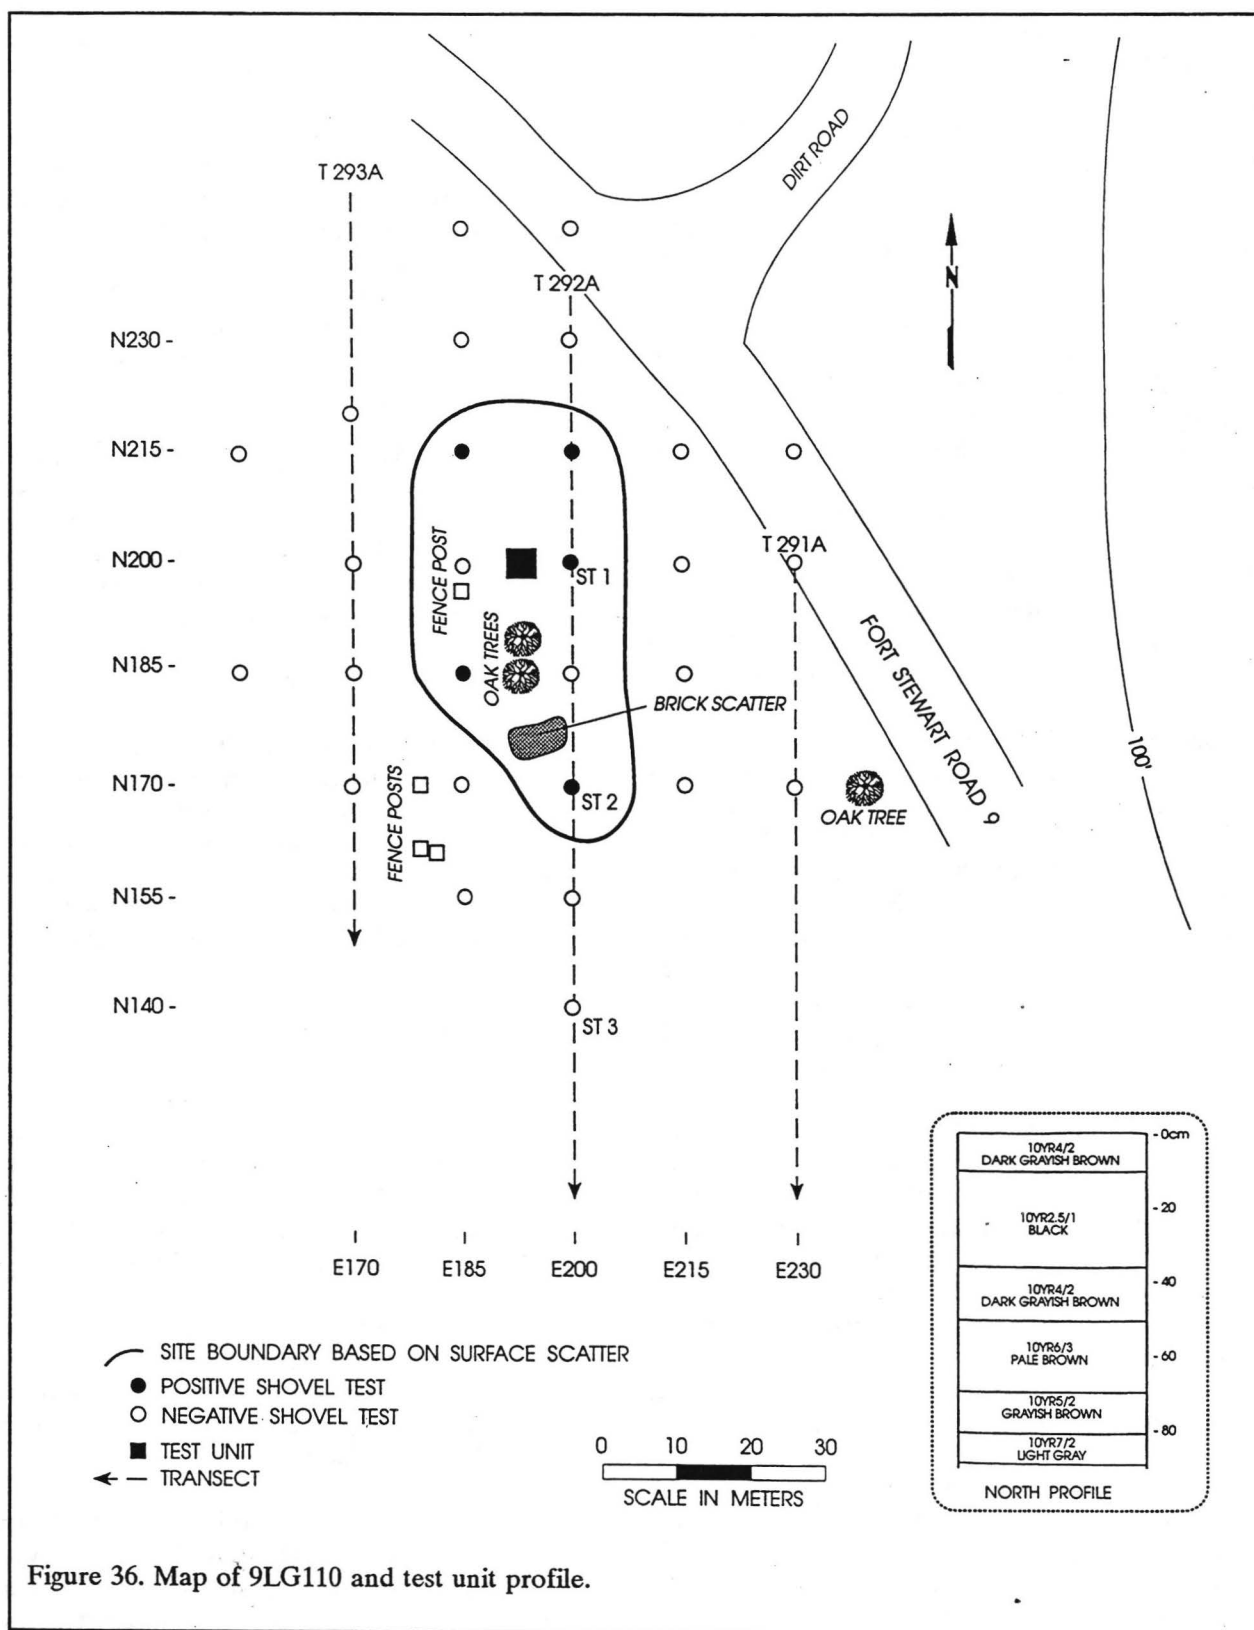 T 293A
DIRT ROAD
N
T 292A
N230 -
N215 -
FENCE POST
N200 -
ST 1
T 291A
OAK TREES
N185 -
BRICK SCATTER
FORT STEWART ROAD 9
100'
N170 -
FENCE POSTS
ST 2
OAK TREE
N155 -
N140 -
ST 3
E170 E185 E200 E215 E230
- 0cm
10YR4/2
DARK GRAYISH BROWN
- 20
10YR2.5/1
BLACK
- 40
10YR4/2
DARK GRAYISH BROWN
10YR6/3
PALE BROWN
- 60
10YR5/2
GRAYISH BROWN
- 80
10YR7/2
LIGHT GRAY
NORTH PROFILE
SITE BOUNDARY BASED ON SURFACE SCATTER
POSITIVE SHOVEL TEST
NEGATIVE SHOVEL TEST
TEST UNIT
TRANSECT
0 10 20 30
SCALE IN METERS
Figure 36. Map of 9LG110 and test unit profile.